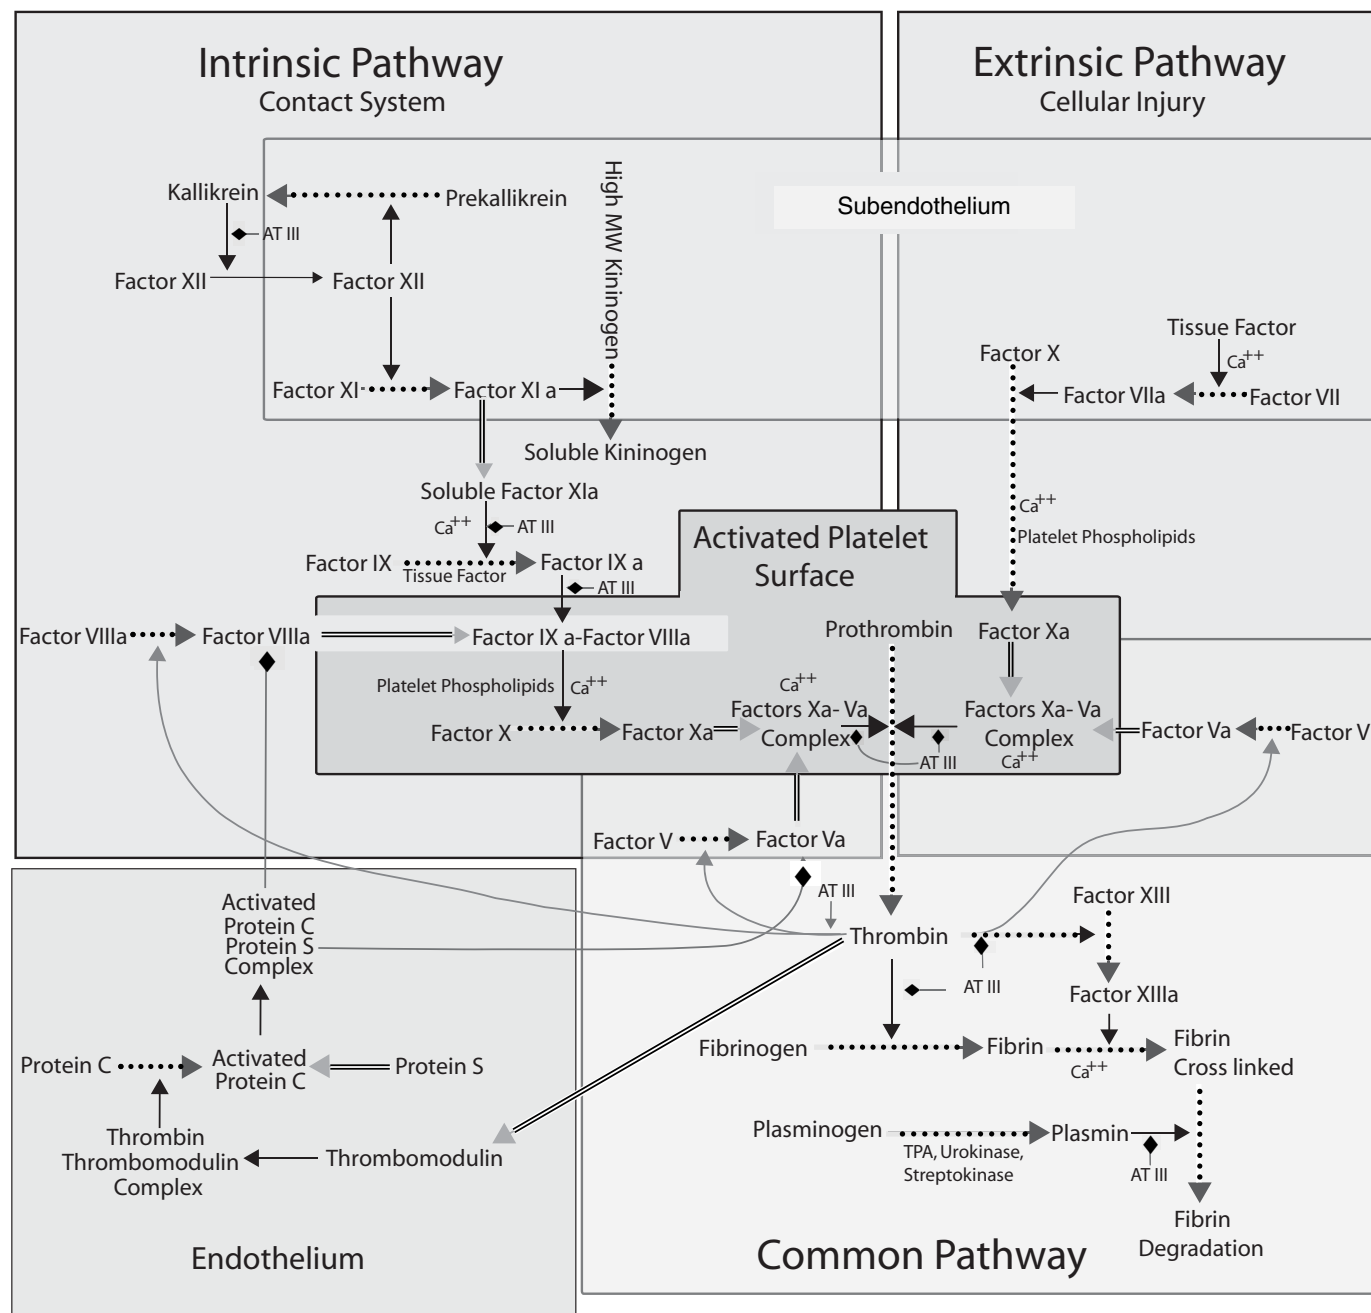 Intrinsic Pathway
Contact System
Extrinsic Pathway
Cellular Injury
Subendothelium
Kallikrein
Prekallikrein
High MW Kininogen
AT III
Factor XII
Factor XII
Tissue Factor
Ca++
Factor X
Factor VIIa
Factor VII
Factor XI
Factor XI a
Soluble Kininogen
Soluble Factor XIa
Ca++
AT III
Ca++
Platelet Phospholipids
Activated Platelet
Surface
Factor IX
Tissue Factor
Factor IX a
AT III
Factor VIIIa
Factor VIIIa
Factor IX a-Factor VIIIa
Prothrombin
Factor Xa
Platelet Phospholipids
Ca++
Ca++
Factor X
Factor Xa
Factors Xa- Va
Complex
AT III
Factors Xa- Va
Complex
Ca++
Factor Va
Factor V
Factor V
Factor Va
AT III
Activated
Protein C
Protein S
Complex
Thrombin
Factor XIII
AT III
Factor XIIIa
Protein C
Activated
Protein C
Protein S
Fibrinogen
Fibrin
Ca++
Fibrin
Cross linked
Thrombin
Thrombomodulin
Complex
Thrombomodulin
Plasminogen
TPA, Urokinase,
Streptokinase
Plasmin
AT III
Fibrin
Degradation
Endothelium
Common Pathway